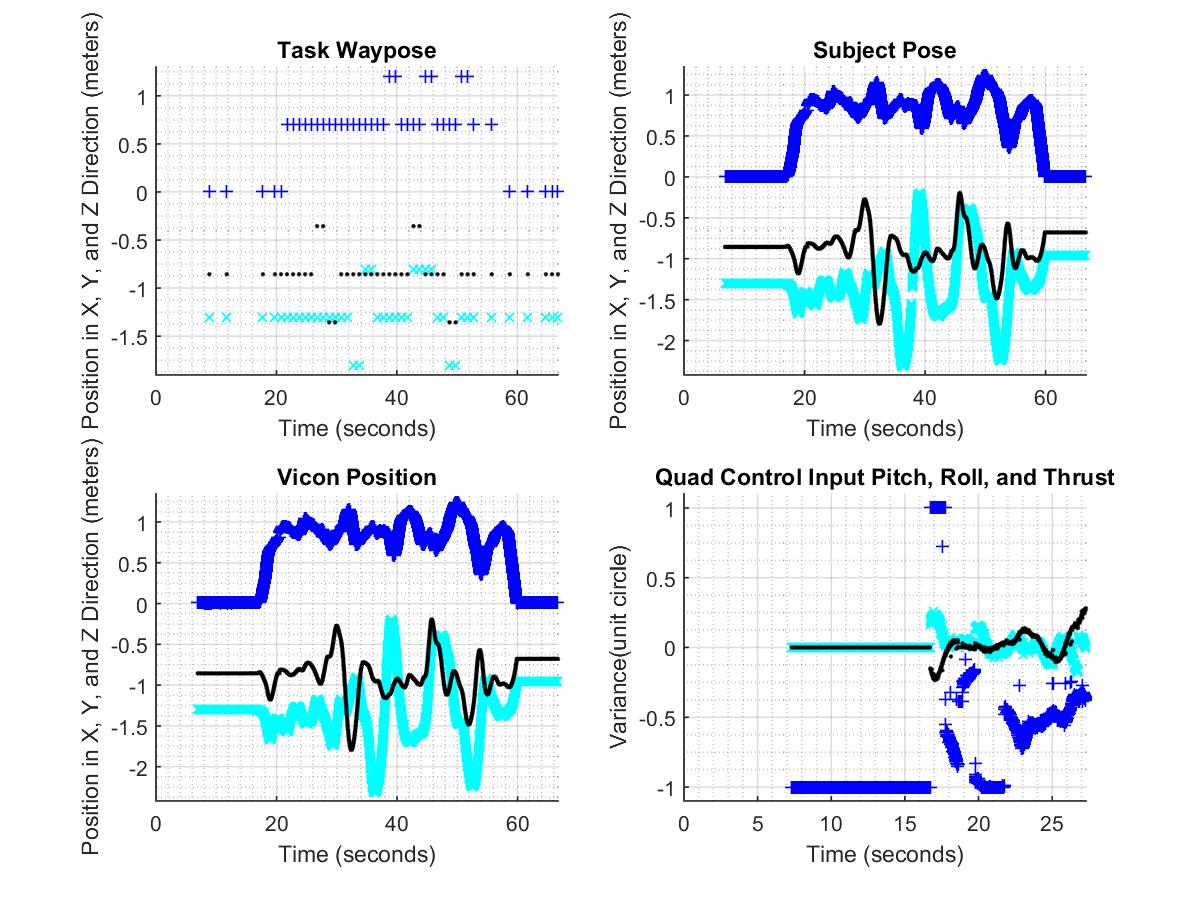 Task Waypose
Position in X, Y, and Z Direction (meters)
1
0.5
0
-0.5
-1
-1.5
0 20 40 60
Time (seconds)
Subject Pose
Position in X, Y, and Z Direction (meters)
1
0.5
0
-0.5
-1
-1.5
-2
0 20 40 60
Time (seconds)
Vicon Position
Position in X, Y, and Z Direction (meters)
1
0.5
0
-0.5
-1
-1.5
-2
0 20 40 60
Time (seconds)
Quad Control Input Pitch, Roll, and Thrust
Variance(unit circle)
1
0.5
0
-0.5
-1
0 5 10 15 20 25
Time (seconds)